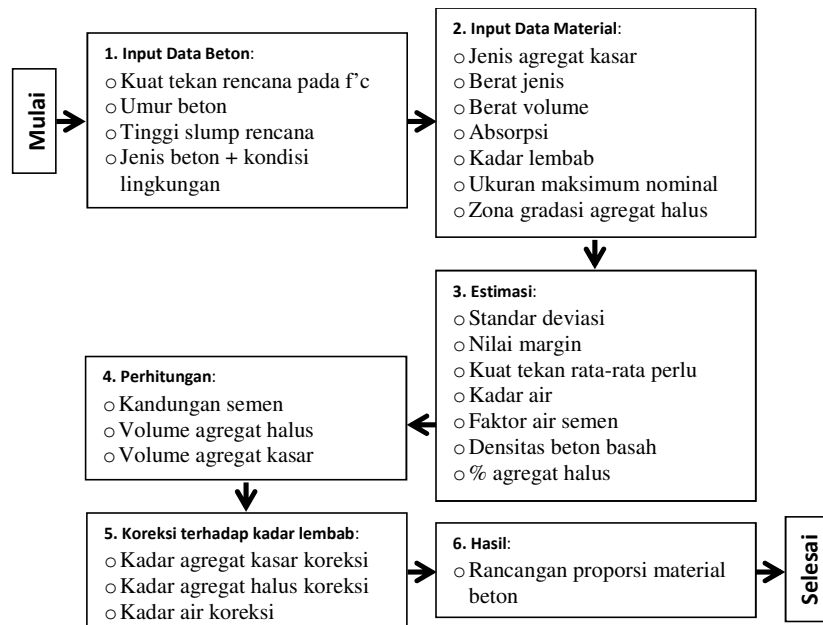 Mulai
1. Input Data Beton:
○ Kuat tekan rencana pada f’c
○ Umur beton
○ Tinggi slump rencana
○ Jenis beton + kondisi
lingkungan
2. Input Data Material:
○ Jenis agregat kasar
○ Berat jenis
○ Berat volume
○ Absorpsi
○ Kadar lembab
○ Ukuran maksimum nominal
○ Zona gradasi agregat halus
3. Estimasi:
○ Standar deviasi
○ Nilai margin
○ Kuat tekan rata-rata perlu
○ Kadar air
○ Faktor air semen
○ Densitas beton basah
○ % agregat halus
4. Perhitungan:
○ Kandungan semen
○ Volume agregat halus
○ Volume agregat kasar
5. Koreksi terhadap kadar lembab:
○ Kadar agregat kasar koreksi
○ Kadar agregat halus koreksi
○ Kadar air koreksi
6. Hasil:
○ Rancangan proporsi material
beton
Selesai